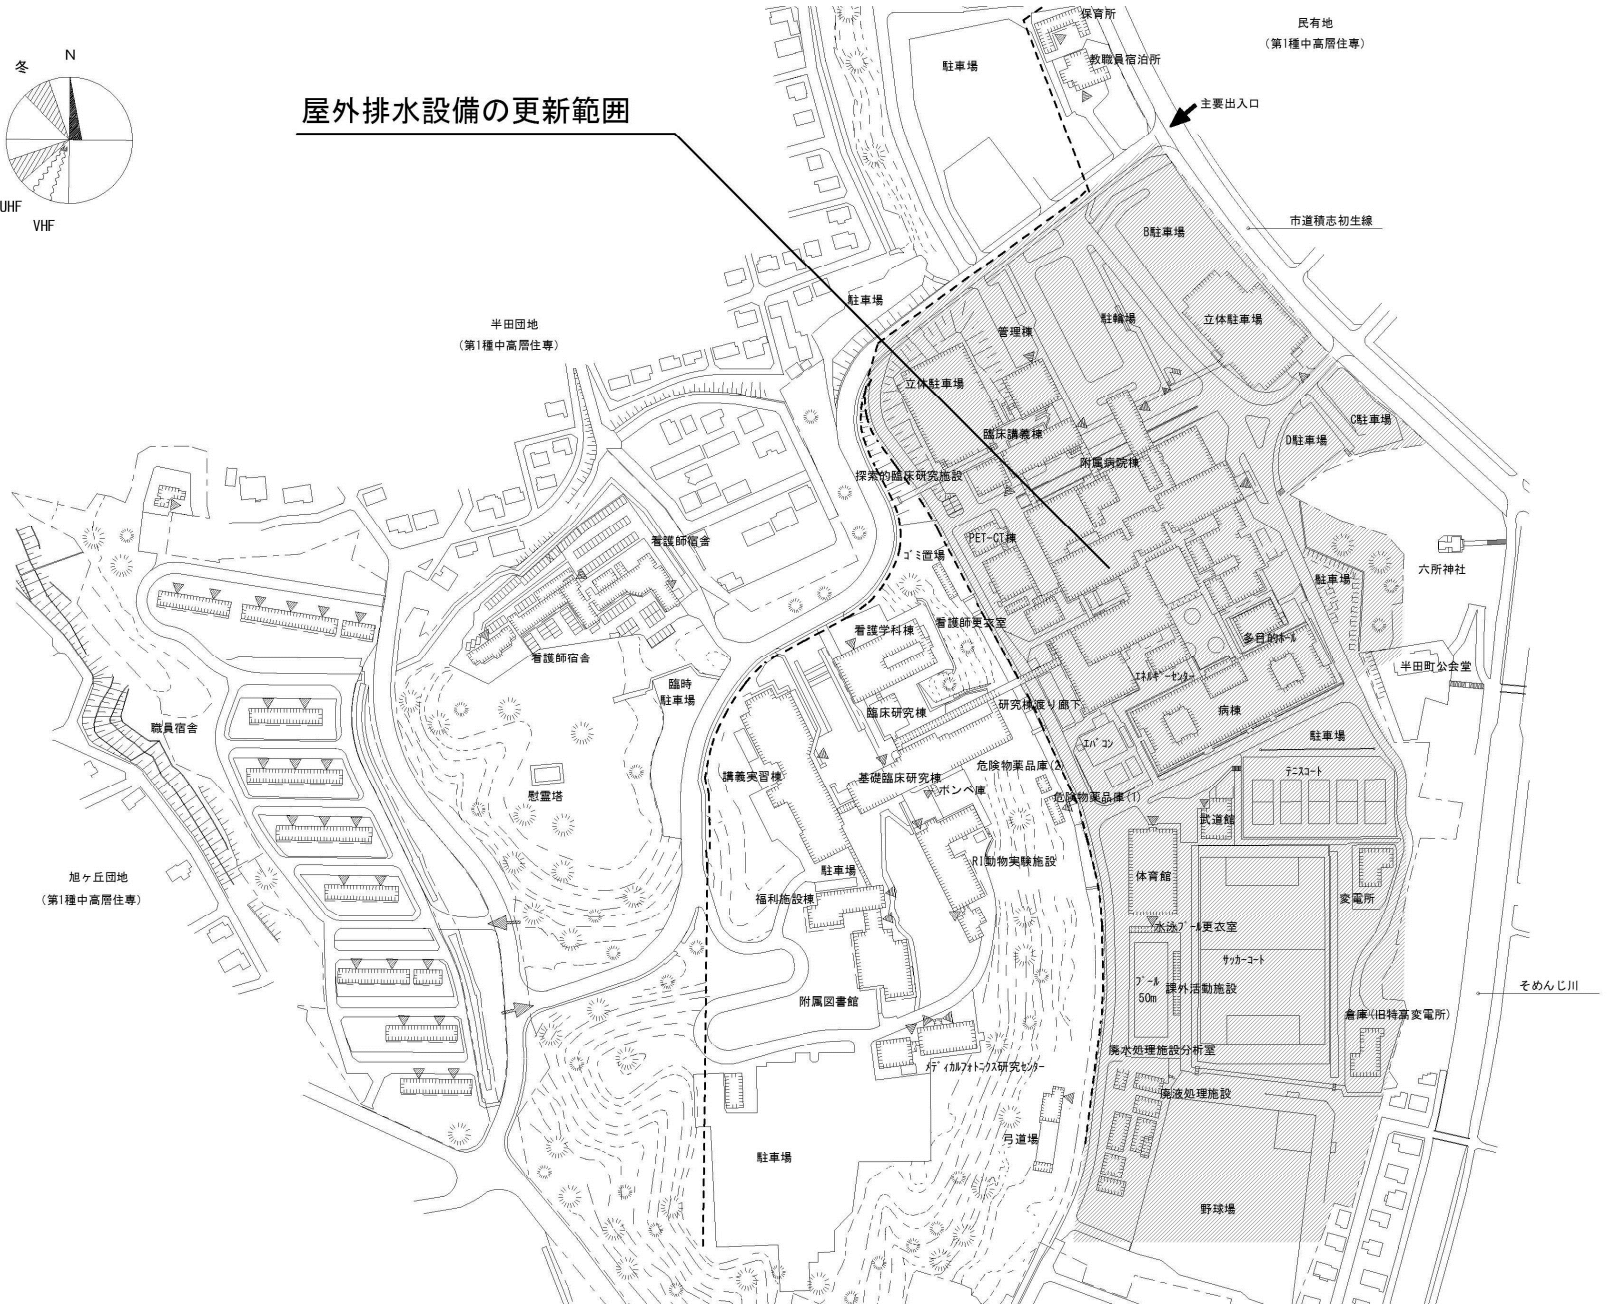 保育所
民有地
(第1種中高層住専)
N
冬
駐車場
教職員宿泊所
屋外排水設備の更新範囲
主要出入口
UHF
VHF
市道積志初生線
B駐車場
駐車場
半田団地
(第1種中高層住専)
管理棟
駐輪場
立体駐車場
立体駐車場
C駐車場
臨床講義棟
D駐車場
附属病院棟
探索的臨床研究施設
看護師宿舎
PET-CT棟
ゴミ置場
六所神社
駐車場
看護師更衣室
看護学科棟
多目的ホール
看護師宿舎
半田町公会堂
エネルギーセンター
臨時
駐車場
研究棟渡り廊下
病棟
臨床研究棟
職員宿舎
駐車場
エバコン
危険物薬品庫(2)
テニスコート
講義実習棟
基礎臨床研究棟
ボンベ庫
慰霊塔
危険物薬品庫(1)
武道館
RI動物実験施設
駐車場
体育館
旭ヶ丘団地
(第1種中高層住専)
福利施設棟
変電所
水泳プール更衣室
サッカーコート
プール
50m
課外活動施設
そめんじ川
附属図書館
倉庫(旧特高変電所)
廃水処理施設分析室
メディカルフォトニクス研究センター
廃液処理施設
弓道場
駐車場
野球場